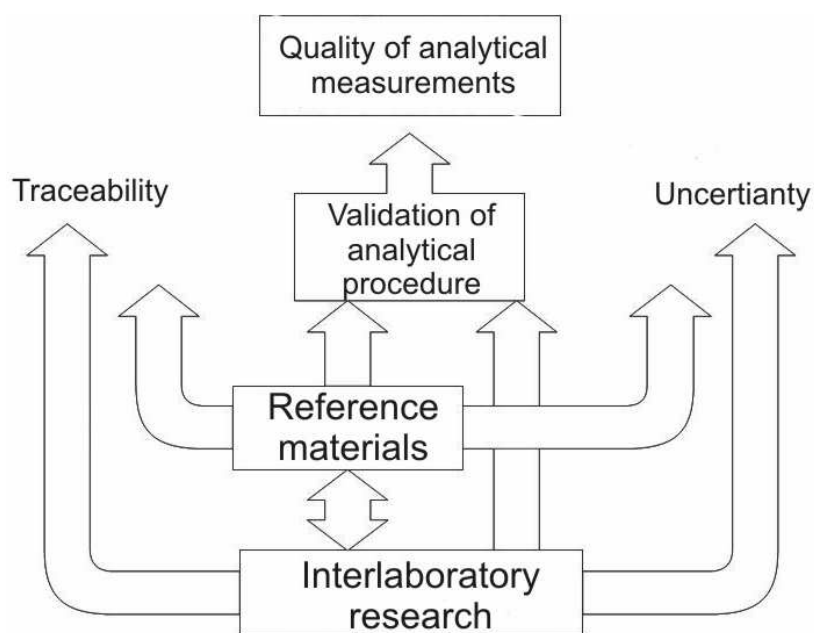 Quality of analytical
measurements
Traceability
Uncertianty
Validation of
analytical
procedure
Reference
materials
Interlaboratory
research